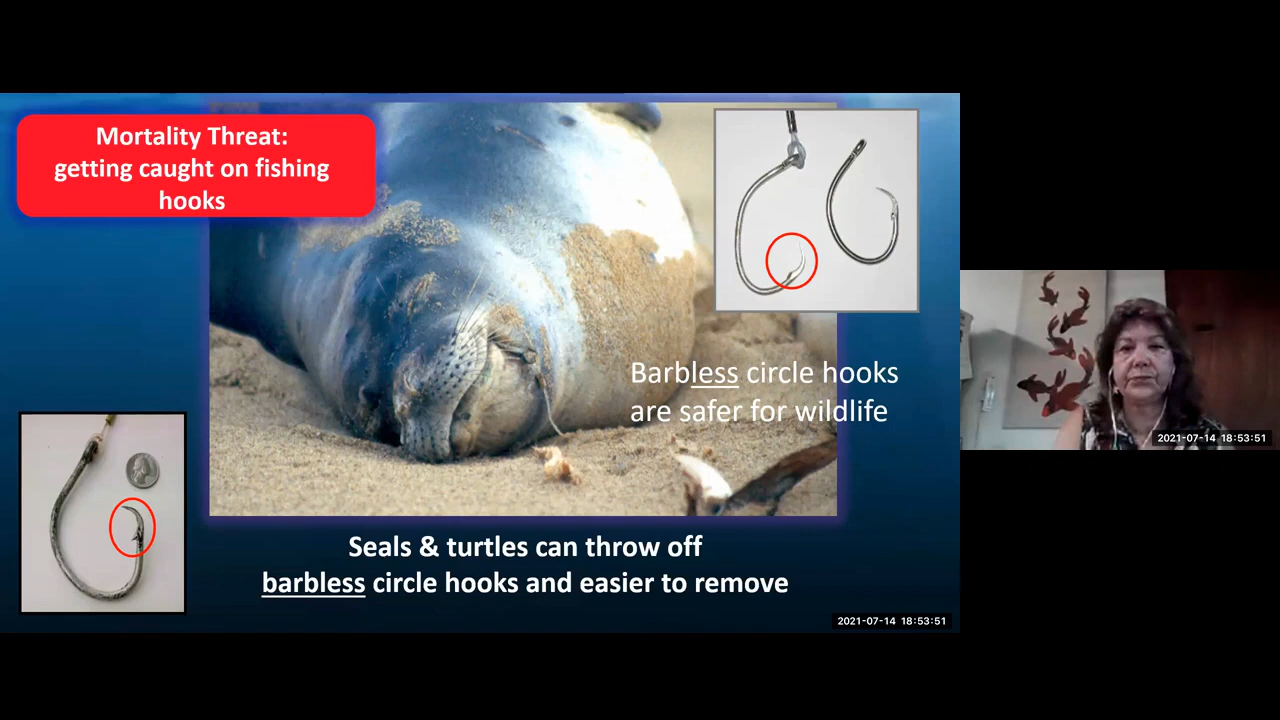 Mortality Threat:
getting caught on fishing
hooks
Barbless circle hooks
are safer for wildlife
Seals & turtles can throw off
barbless circle hooks and easier to remove
2021-07-14 18:53:51
2021-07-14 18:53:51